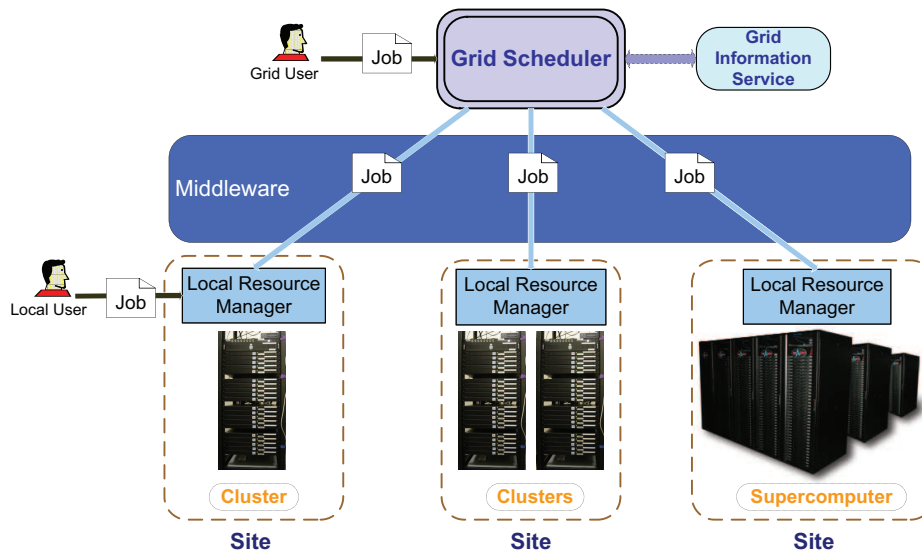 Grid User
Job
Grid Scheduler
Grid
Information
Service
Middleware
Job
Job
Job
Local User
Job
Local Resource
Manager
Local Resource
Manager
Local Resource
Manager
Cluster
Clusters
Supercomputer
Site
Site
Site